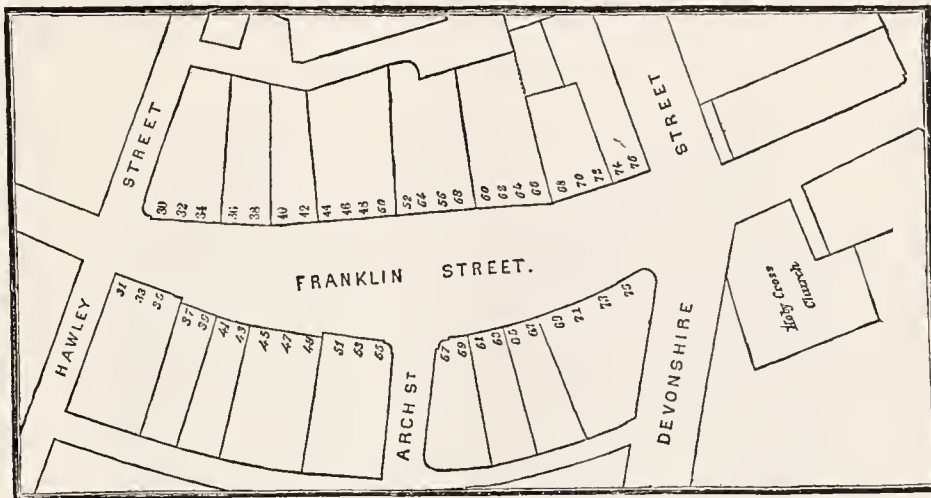 STREET
STREET
30 32 34 36 38 40 42 44 46 48 50 52 54 56 58 60 62 64 66 68 70 72 74 76
FRANKLIN STREET.
HAWLEY
31 33 35 37 39 41 43 45 47 49 51 53 55 57 59 61 63 65 67 69 71 73 75
ARCH ST
DEVONSHIRE
Holy Cross
Church